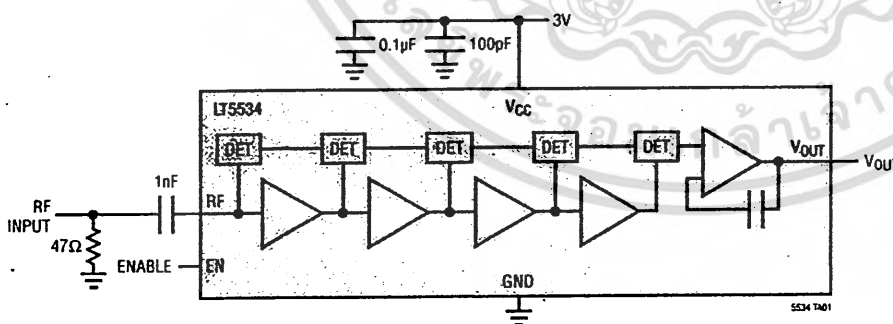 3V
0.1µF
100pF
LT5534
VCC
DET
DET
DET
DET
DET
VOUT
VOUT
1nF
RF
RF
INPUT
47Ω
ENABLE
EN
GND
5534 TA01